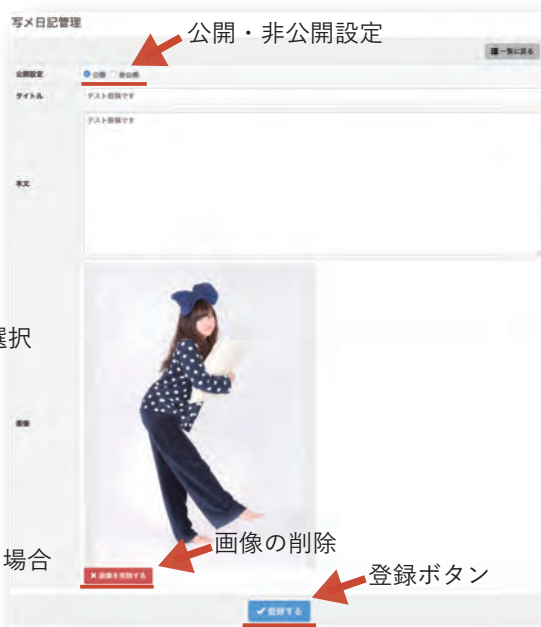 写メ日記管理
公開・非公開設定
一覧に戻る
公開設定
公開 非公開
タイトル
テスト投稿です
テスト投稿です
本文
選択
画像
場合
画像の削除
画像を削除する
登録ボタン
登録する